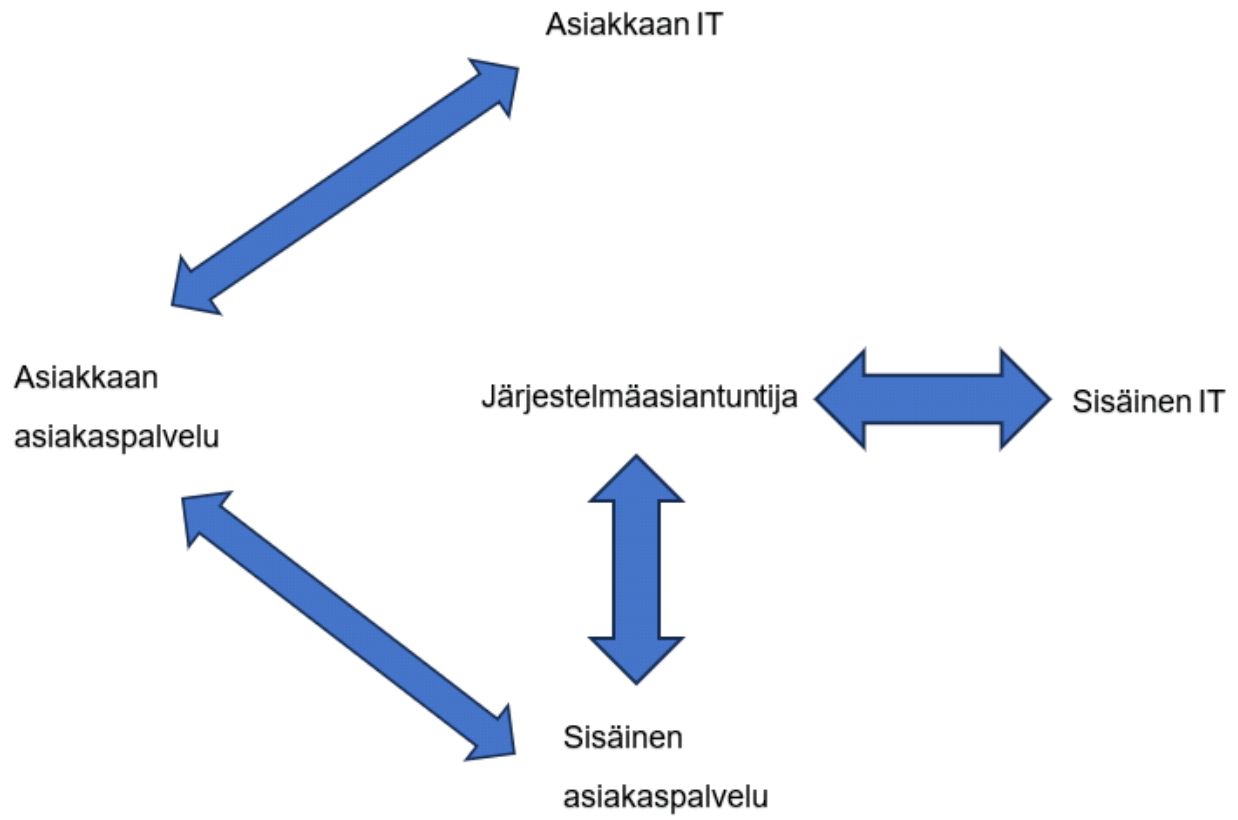 Asiakkaan IT
Asiakkaan
asiakaspalvelu
Järjestelmäasiantuntija
Sisäinen IT
Sisäinen
asiakaspalvelu